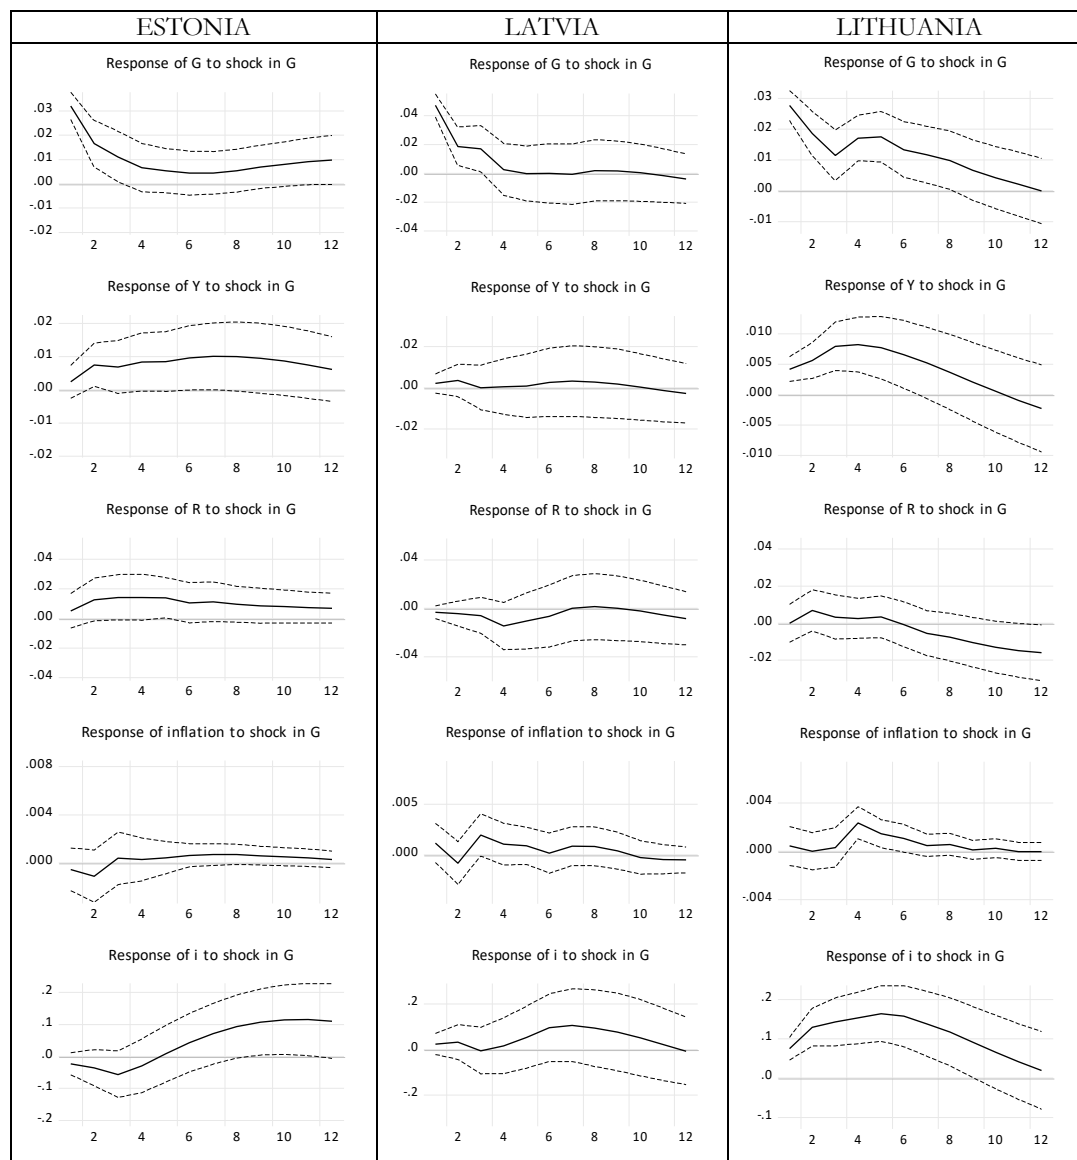 ESTONIA
LATVIA
LITHUANIA
Response of G to shock in G
.03
.02
.01
.00
-.01
-.02
2 4 6 8 10 12
Response of G to shock in G
.04
.02
.00
-.02
-.04
2 4 6 8 10 12
Response of G to shock in G
.03
.02
.01
.00
-.01
2 4 6 8 10 12
Response of Y to shock in G
.02
.01
.00
-.01
-.02
2 4 6 8 10 12
Response of Y to shock in G
.02
.00
-.02
2 4 6 8 10 12
Response of Y to shock in G
.010
.005
.000
-.005
-.010
2 4 6 8 10 12
Response of R to shock in G
.04
.02
.00
-.02
-.04
2 4 6 8 10 12
Response of R to shock in G
.04
.00
-.04
2 4 6 8 10 12
Response of R to shock in G
.04
.02
.00
-.02
2 4 6 8 10 12
Response of inflation to shock in G
.008
.004
.000
2 4 6 8 10 12
Response of inflation to shock in G
.005
.000
2 4 6 8 10 12
Response of inflation to shock in G
.004
.000
-.004
2 4 6 8 10 12
Response of i to shock in G
.2
.1
.0
-.1
-.2
2 4 6 8 10 12
Response of i to shock in G
.2
.0
-.2
2 4 6 8 10 12
Response of i to shock in G
.2
.1
.0
-.1
2 4 6 8 10 12